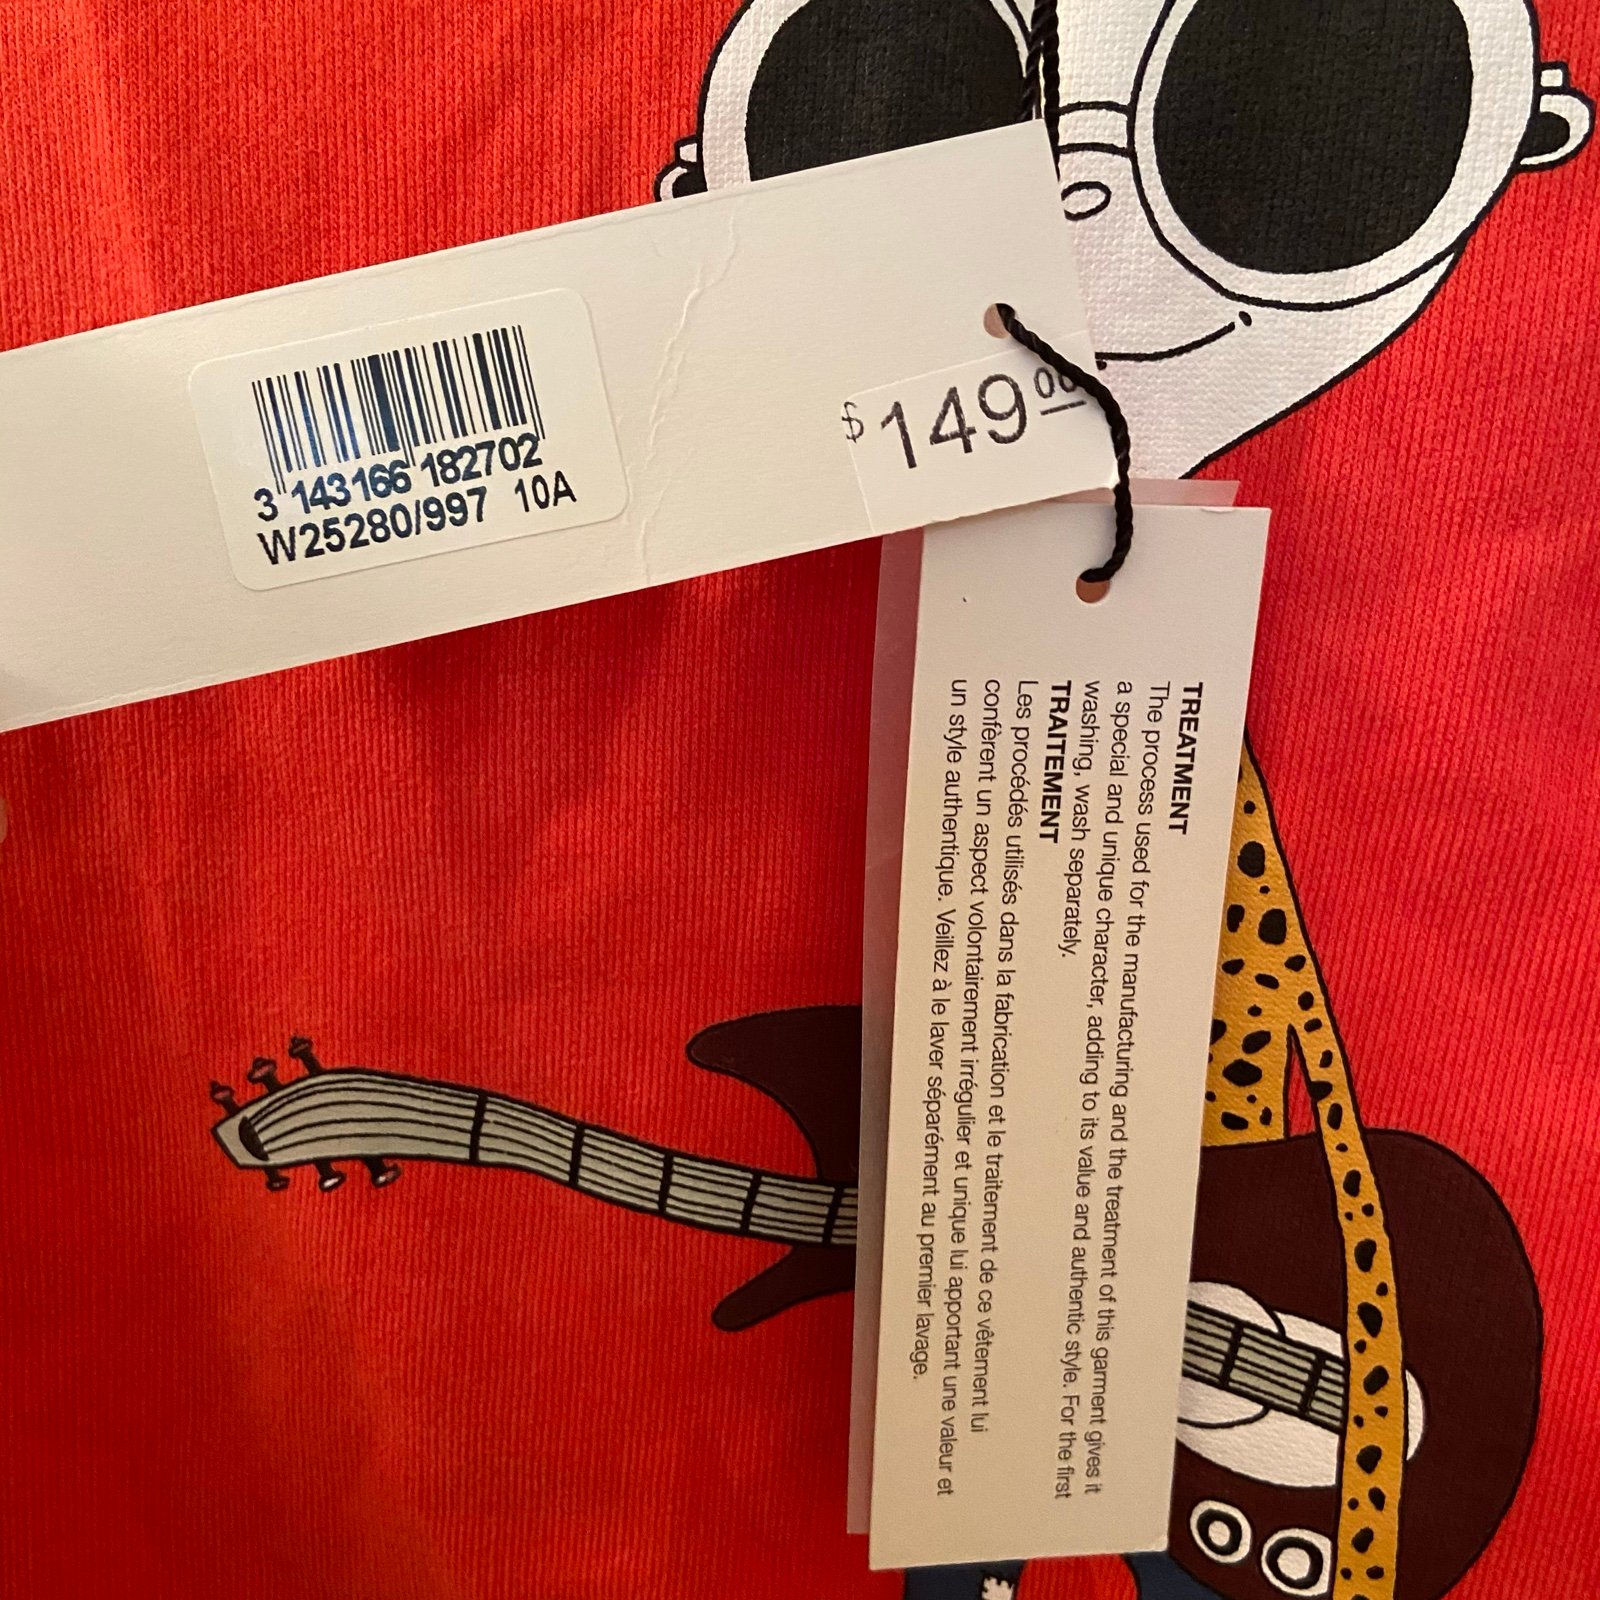 $149.00
3 143166 182702
W25280/997 10A
TREATMENT
The process used for the manufacturing and the treatment of this garment gives it
a special and unique character, adding to its value and authentic style. For the first
washing, wash separately.
TRAITEMENT
Les procédés utilisés dans la fabrication et le traitement de ce vêtement lui
confèrent un aspect volontairement irrégulier et unique lui apportant une valeur et
un style authentique. Veillez à le laver séparément au premier lavage.